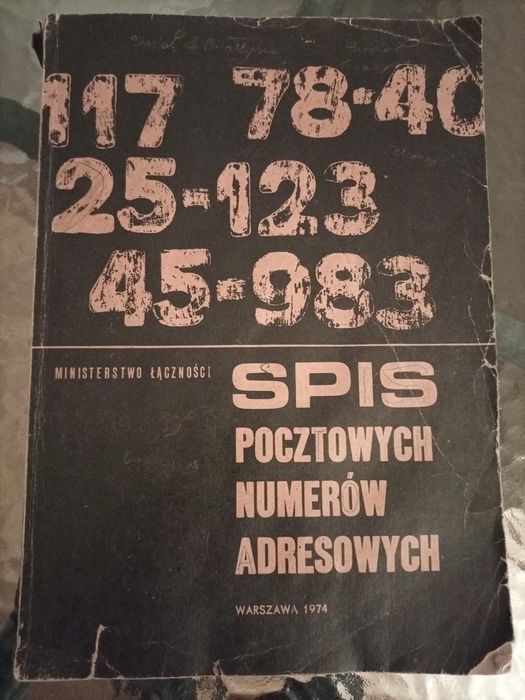 117 78-40
25-123
45-983
MINISTERSTWO ŁĄCZNOŚCI
SPIS
POCZTOWYCH
NUMERÓW
ADRESOWYCH
WARSZAWA 1974